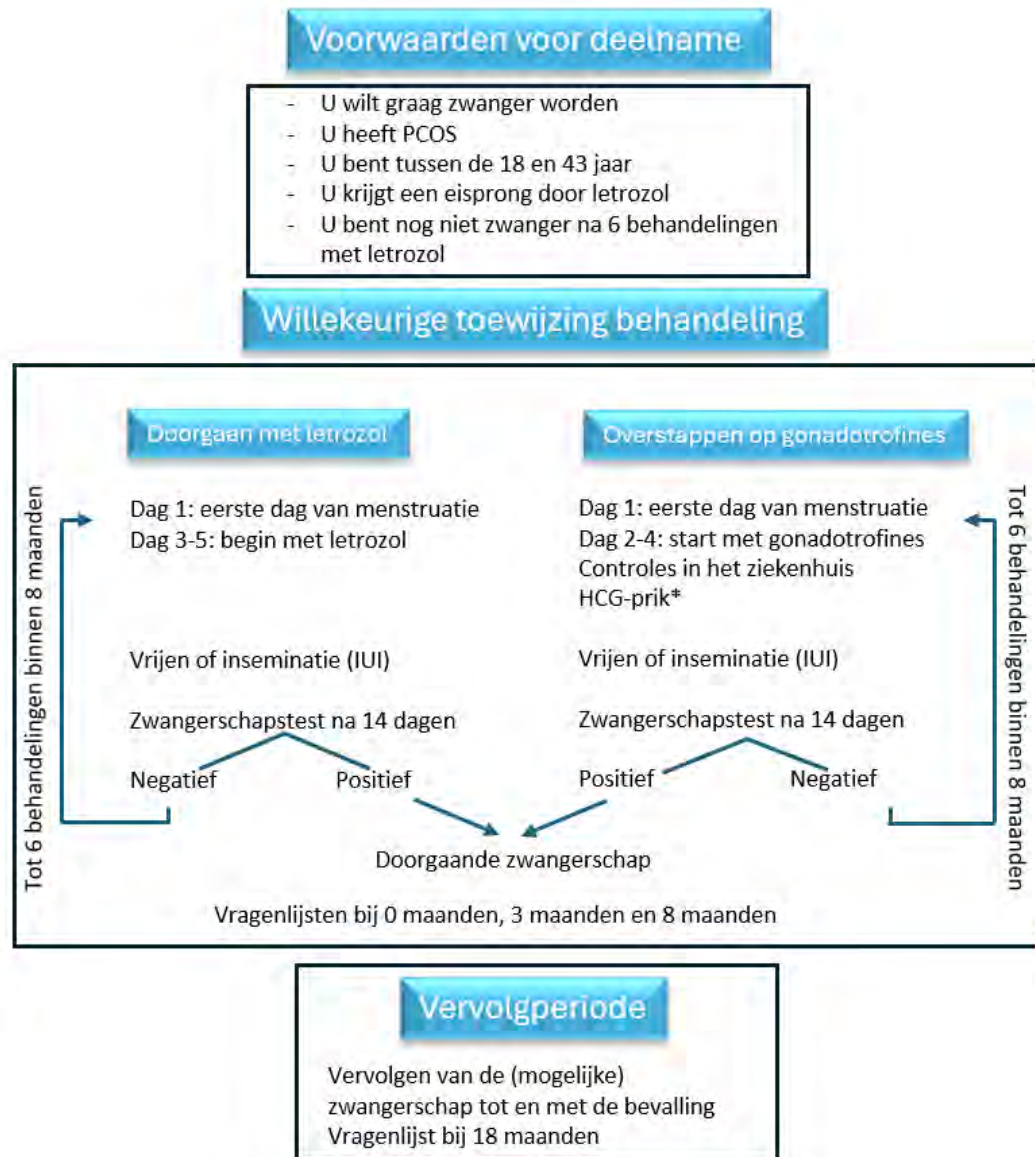 Voorwaarden voor deelname
- U wilt graag zwanger worden
- U heeft PCOS
- U bent tussen de 18 en 43 jaar
- U krijgt een eisprong door letrozol
- U bent nog niet zwanger na 6 behandelingen
met letrozol
Willekeurige toewijzing behandeling
Doorgaan met letrozol
Dag 1: eerste dag van menstruatie
Dag 3-5: begin met letrozol
Vrijen of inseminatie (IUI)
Zwangerschapstest na 14 dagen
Negatief
Positief
Tot 6 behandelingen binnen 8 maanden
Overstappen op gonadotrofines
Dag 1: eerste dag van menstruatie
Dag 2-4: start met gonadotrofines
Controles in het ziekenhuis
HCG-prik*
Vrijen of inseminatie (IUI)
Zwangerschapstest na 14 dagen
Positief
Negatief
Tot 6 behandelingen binnen 8 maanden
Doorgaande zwangerschap
Vragenlijsten bij 0 maanden, 3 maanden en 8 maanden
Vervolgperiode
Vervolgen van de (mogelijke)
zwangerschap tot en met de bevalling
Vragenlijst bij 18 maanden